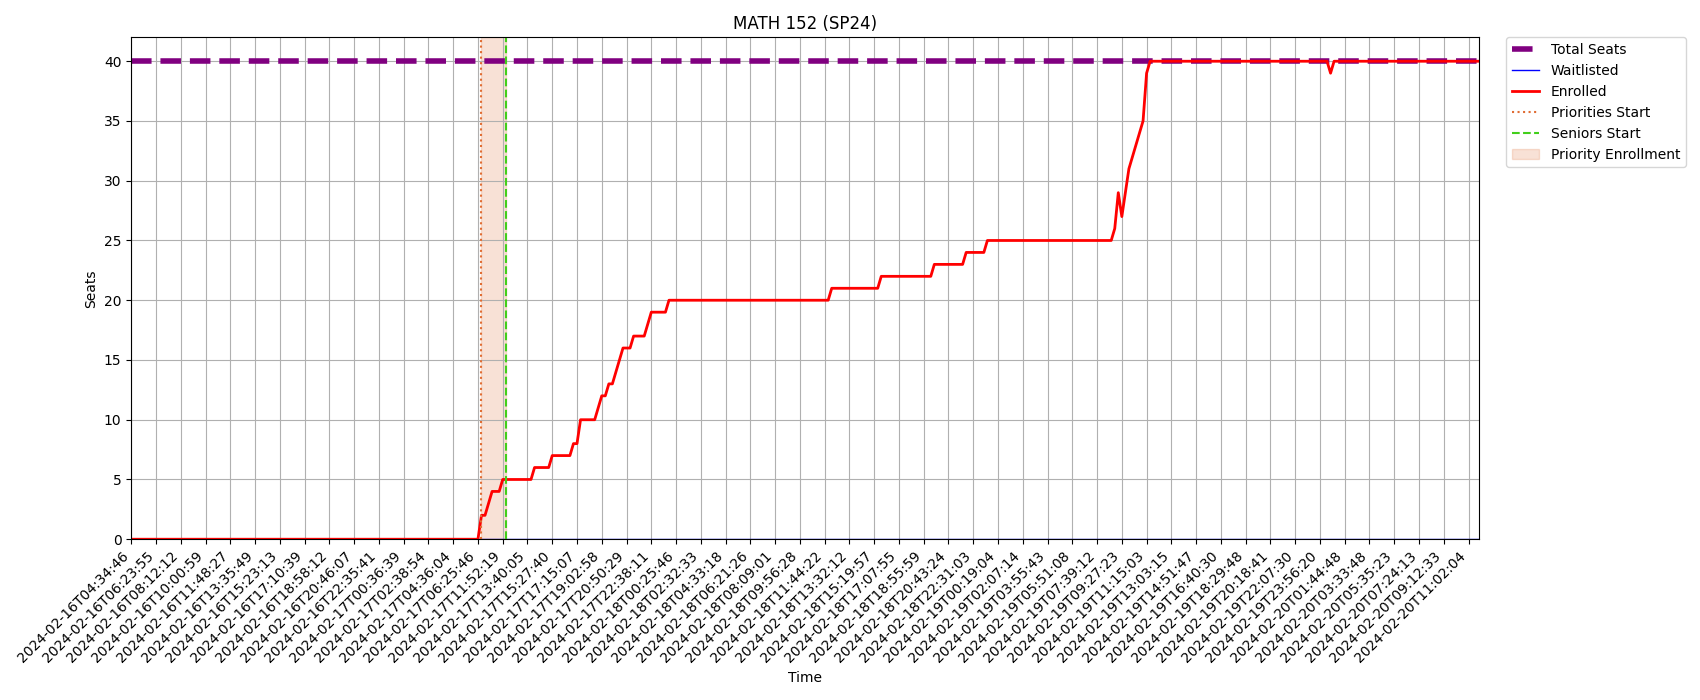 MATH 152 (SP24)
Total Seats
Waitlisted
Enrolled
Priorities Start
Seniors Start
Priority Enrollment
Seats
40
35
30
25
20
15
10
5
0
2024-02-16T04:34:46
2024-02-16T06:23:55
2024-02-16T08:12:12
2024-02-16T10:00:59
2024-02-16T11:48:27
2024-02-16T13:35:49
2024-02-16T15:23:13
2024-02-16T17:10:39
2024-02-16T18:58:12
2024-02-16T20:46:07
2024-02-16T22:35:41
2024-02-17T00:36:39
2024-02-17T02:38:54
2024-02-17T04:36:04
2024-02-17T06:25:46
2024-02-17T11:52:19
2024-02-17T13:40:05
2024-02-17T15:27:40
2024-02-17T17:15:07
2024-02-17T19:02:58
2024-02-17T20:50:29
2024-02-17T22:38:11
2024-02-18T00:25:46
2024-02-18T02:32:33
2024-02-18T04:33:18
2024-02-18T06:21:26
2024-02-18T08:09:01
2024-02-18T09:56:28
2024-02-18T11:44:22
2024-02-18T13:32:12
2024-02-18T15:19:57
2024-02-18T17:07:55
2024-02-18T18:55:59
2024-02-18T20:43:24
2024-02-18T22:31:03
2024-02-19T00:19:04
2024-02-19T02:07:14
2024-02-19T03:55:43
2024-02-19T05:51:08
2024-02-19T07:39:12
2024-02-19T09:27:23
2024-02-19T11:15:03
2024-02-19T13:03:15
2024-02-19T14:51:47
2024-02-19T16:40:30
2024-02-19T18:29:48
2024-02-19T20:18:41
2024-02-19T22:07:30
2024-02-19T23:56:20
2024-02-20T01:44:48
2024-02-20T03:33:48
2024-02-20T05:35:23
2024-02-20T07:24:13
2024-02-20T09:12:33
2024-02-20T11:02:04
Time